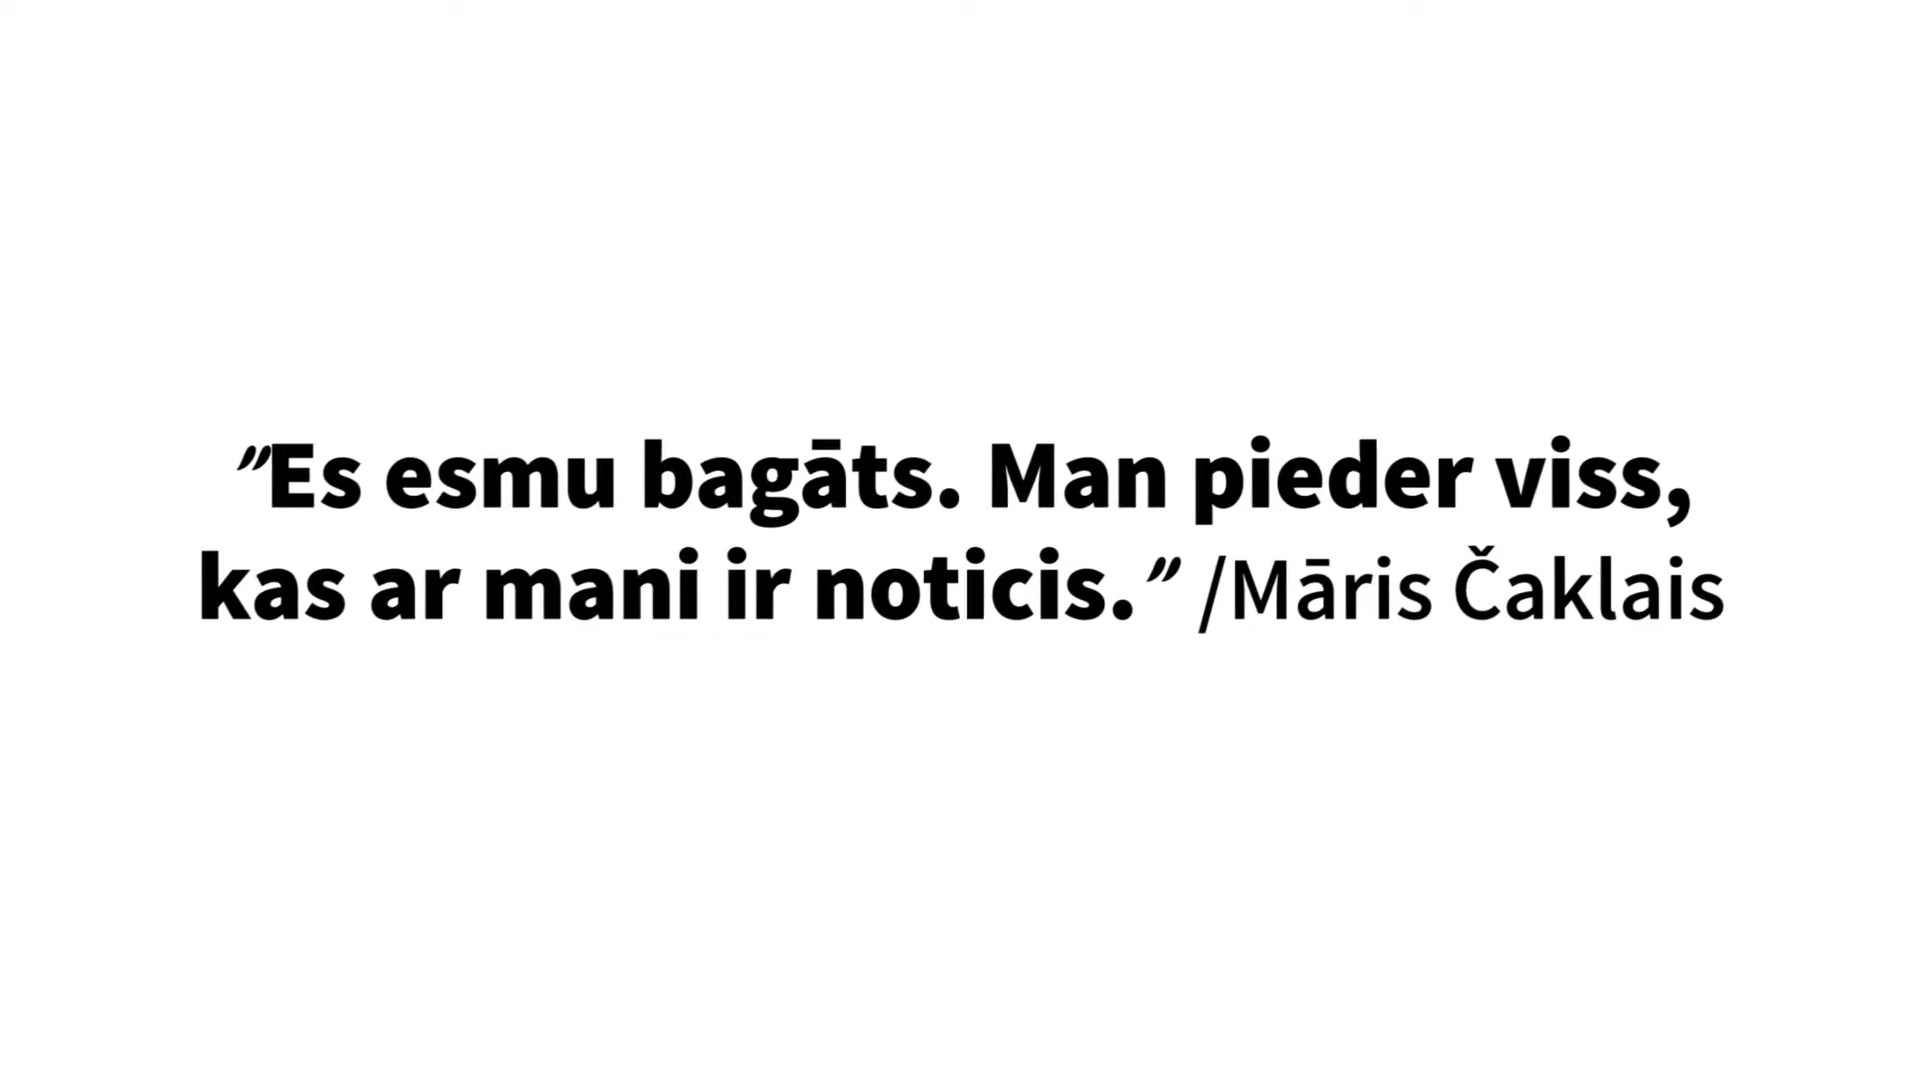 ″Es esmu bagāts. Man pieder viss,
kas ar mani ir noticis.″ /Māris Čaklais